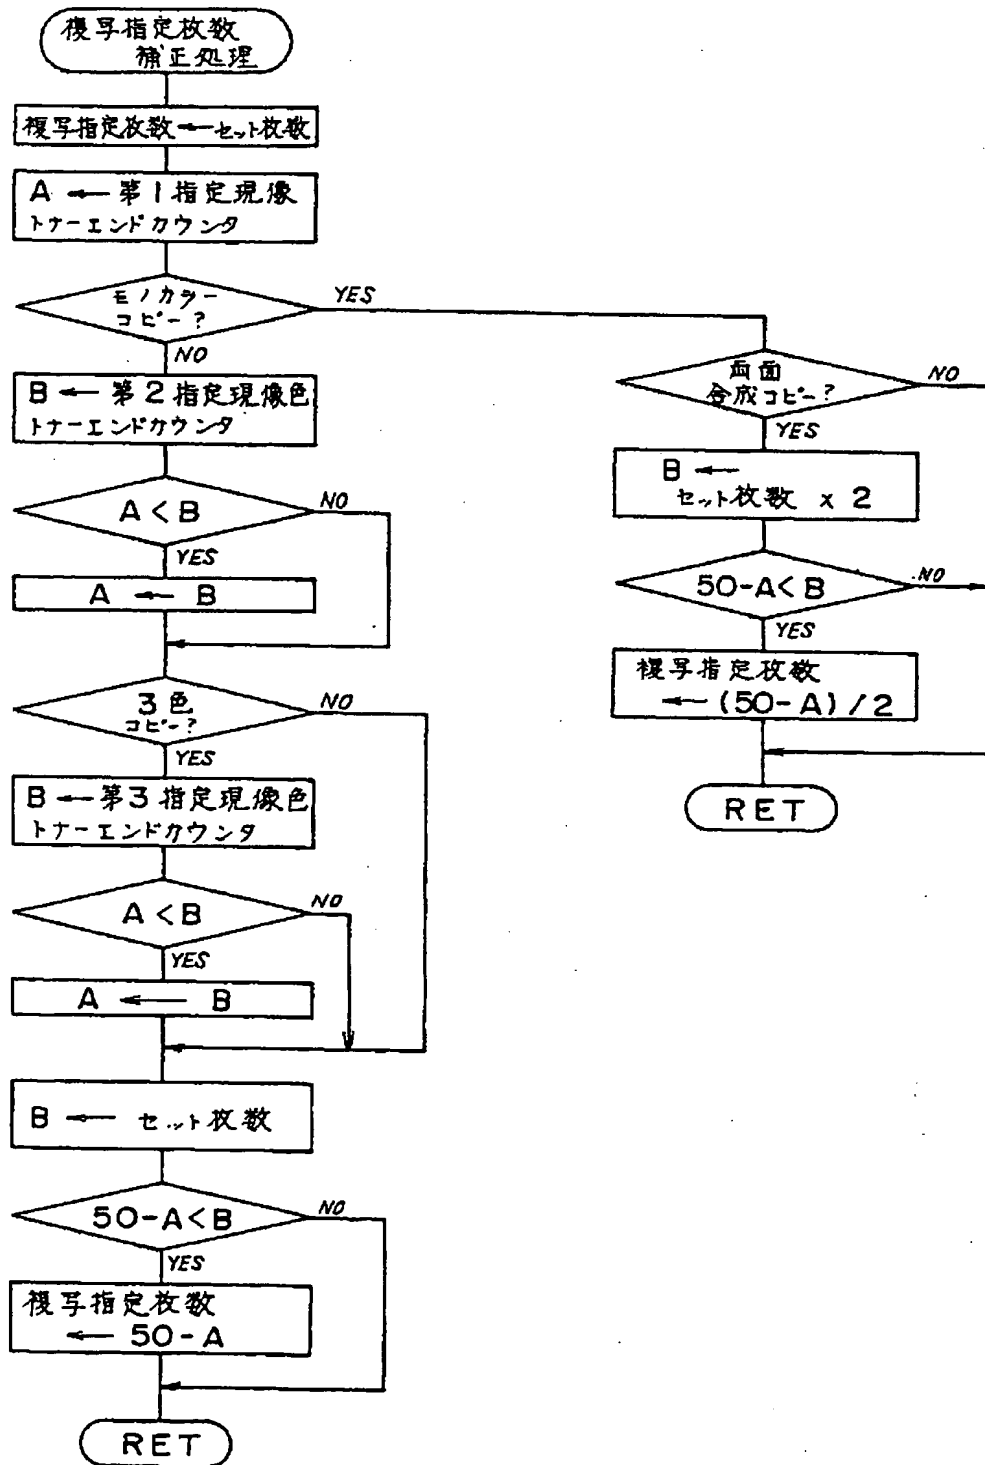 複写指定枚数
補正処理
複写指定枚数←セット枚数
A ← 第1指定現像
トナーエンドカウンタ
モノカラー
コピー?
YES
NO
B ← 第2指定現像色
トナーエンドカウンタ
A<B
NO
YES
A ← B
3色
コピー?
NO
YES
B ← 第3指定現像色
トナーエンドカウンタ
A<B
NO
YES
A ← B
B ← セット枚数
50-A<B
NO
YES
複写指定枚数
← 50-A
RET
両面
合成コピー?
NO
YES
B ←
セット枚数 x 2
50-A<B
NO
YES
複写指定枚数
← (50-A)/2
RET